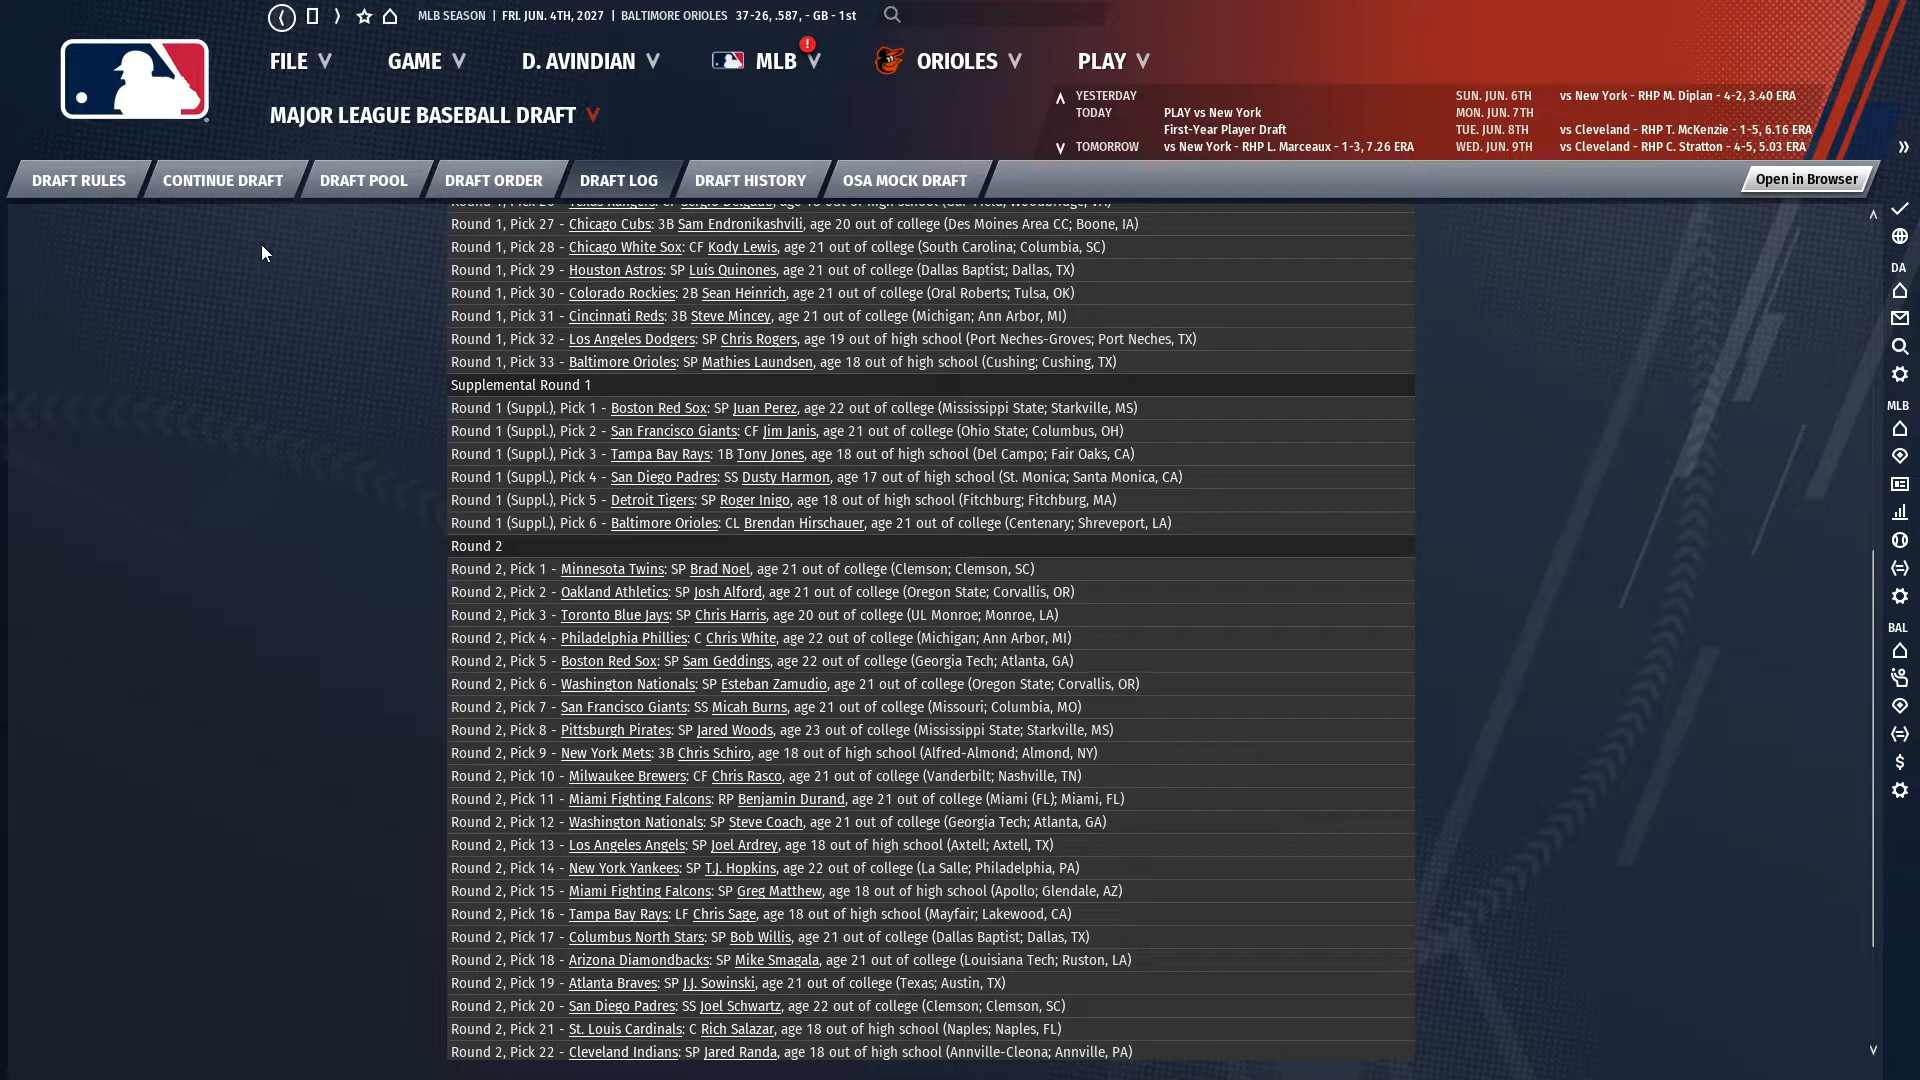 MLB SEASON | FRI. JUN. 4TH, 2027 | BALTIMORE ORIOLES 37-26, .587, - GB - 1st
FILE GAME D. AVINDIAN MLB ! ORIOLES PLAY
MAJOR LEAGUE BASEBALL DRAFT
YESTERDAY
TODAY PLAY vs New York
First-Year Player Draft
TOMORROW vs New York - RHP L. Marceaux - 1-3, 7.26 ERA
SUN. JUN. 6TH vs New York - RHP M. Diplan - 4-2, 3.40 ERA
MON. JUN. 7TH
TUE. JUN. 8TH vs Cleveland - RHP T. McKenzie - 1-5, 6.16 ERA
WED. JUN. 9TH vs Cleveland - RHP C. Stratton - 4-5, 5.03 ERA
DRAFT RULES CONTINUE DRAFT DRAFT POOL DRAFT ORDER DRAFT LOG DRAFT HISTORY OSA MOCK DRAFT Open in Browser
Round 1, Pick 27 - Chicago Cubs: 3B Sam Endronikashvili, age 20 out of college (Des Moines Area CC; Boone, IA)
Round 1, Pick 28 - Chicago White Sox: CF Kody Lewis, age 21 out of college (South Carolina; Columbia, SC)
Round 1, Pick 29 - Houston Astros: SP Luis Quinones, age 21 out of college (Dallas Baptist; Dallas, TX)
Round 1, Pick 30 - Colorado Rockies: 2B Sean Heinrich, age 21 out of college (Oral Roberts; Tulsa, OK)
Round 1, Pick 31 - Cincinnati Reds: 3B Steve Mincey, age 21 out of college (Michigan; Ann Arbor, MI)
Round 1, Pick 32 - Los Angeles Dodgers: SP Chris Rogers, age 19 out of high school (Port Neches-Groves; Port Neches, TX)
Round 1, Pick 33 - Baltimore Orioles: SP Mathies Laundsen, age 18 out of high school (Cushing; Cushing, TX)
Supplemental Round 1
Round 1 (Suppl.), Pick 1 - Boston Red Sox: SP Juan Perez, age 22 out of college (Mississippi State; Starkville, MS)
Round 1 (Suppl.), Pick 2 - San Francisco Giants: CF Jim Janis, age 21 out of college (Ohio State; Columbus, OH)
Round 1 (Suppl.), Pick 3 - Tampa Bay Rays: 1B Tony Jones, age 18 out of high school (Del Campo; Fair Oaks, CA)
Round 1 (Suppl.), Pick 4 - San Diego Padres: SS Dusty Harmon, age 17 out of high school (St. Monica; Santa Monica, CA)
Round 1 (Suppl.), Pick 5 - Detroit Tigers: SP Roger Inigo, age 18 out of high school (Fitchburg; Fitchburg, MA)
Round 1 (Suppl.), Pick 6 - Baltimore Orioles: CL Brendan Hirschauer, age 21 out of college (Centenary; Shreveport, LA)
Round 2
Round 2, Pick 1 - Minnesota Twins: SP Brad Noel, age 21 out of college (Clemson; Clemson, SC)
Round 2, Pick 2 - Oakland Athletics: SP Josh Alford, age 21 out of college (Oregon State; Corvallis, OR)
Round 2, Pick 3 - Toronto Blue Jays: SP Chris Harris, age 20 out of college (UL Monroe; Monroe, LA)
Round 2, Pick 4 - Philadelphia Phillies: C Chris White, age 22 out of college (Michigan; Ann Arbor, MI)
Round 2, Pick 5 - Boston Red Sox: SP Sam Geddings, age 22 out of college (Georgia Tech; Atlanta, GA)
Round 2, Pick 6 - Washington Nationals: SP Esteban Zamudio, age 21 out of college (Oregon State; Corvallis, OR)
Round 2, Pick 7 - San Francisco Giants: SS Micah Burns, age 21 out of college (Missouri; Columbia, MO)
Round 2, Pick 8 - Pittsburgh Pirates: SP Jared Woods, age 23 out of college (Mississippi State; Starkville, MS)
Round 2, Pick 9 - New York Mets: 3B Chris Schiro, age 18 out of high school (Alfred-Almond; Almond, NY)
Round 2, Pick 10 - Milwaukee Brewers: CF Chris Rasco, age 21 out of college (Vanderbilt; Nashville, TN)
Round 2, Pick 11 - Miami Fighting Falcons: RP Benjamin Durand, age 21 out of college (Miami (FL); Miami, FL)
Round 2, Pick 12 - Washington Nationals: SP Steve Coach, age 21 out of college (Georgia Tech; Atlanta, GA)
Round 2, Pick 13 - Los Angeles Angels: SP Joel Ardrey, age 18 out of high school (Axtell; Axtell, TX)
Round 2, Pick 14 - New York Yankees: SP T.J. Hopkins, age 22 out of college (La Salle; Philadelphia, PA)
Round 2, Pick 15 - Miami Fighting Falcons: SP Greg Matthew, age 18 out of high school (Apollo; Glendale, AZ)
Round 2, Pick 16 - Tampa Bay Rays: LF Chris Sage, age 18 out of high school (Mayfair; Lakewood, CA)
Round 2, Pick 17 - Columbus North Stars: SP Bob Willis, age 21 out of college (Dallas Baptist; Dallas, TX)
Round 2, Pick 18 - Arizona Diamondbacks: SP Mike Smagala, age 21 out of college (Louisiana Tech; Ruston, LA)
Round 2, Pick 19 - Atlanta Braves: SP J.J. Sowinski, age 21 out of college (Texas; Austin, TX)
Round 2, Pick 20 - San Diego Padres: SS Joel Schwartz, age 22 out of college (Clemson; Clemson, SC)
Round 2, Pick 21 - St. Louis Cardinals: C Rich Salazar, age 18 out of high school (Naples; Naples, FL)
Round 2, Pick 22 - Cleveland Indians: SP Jared Randa, age 18 out of high school (Annville-Cleona; Annville, PA)
DA
MLB
BAL